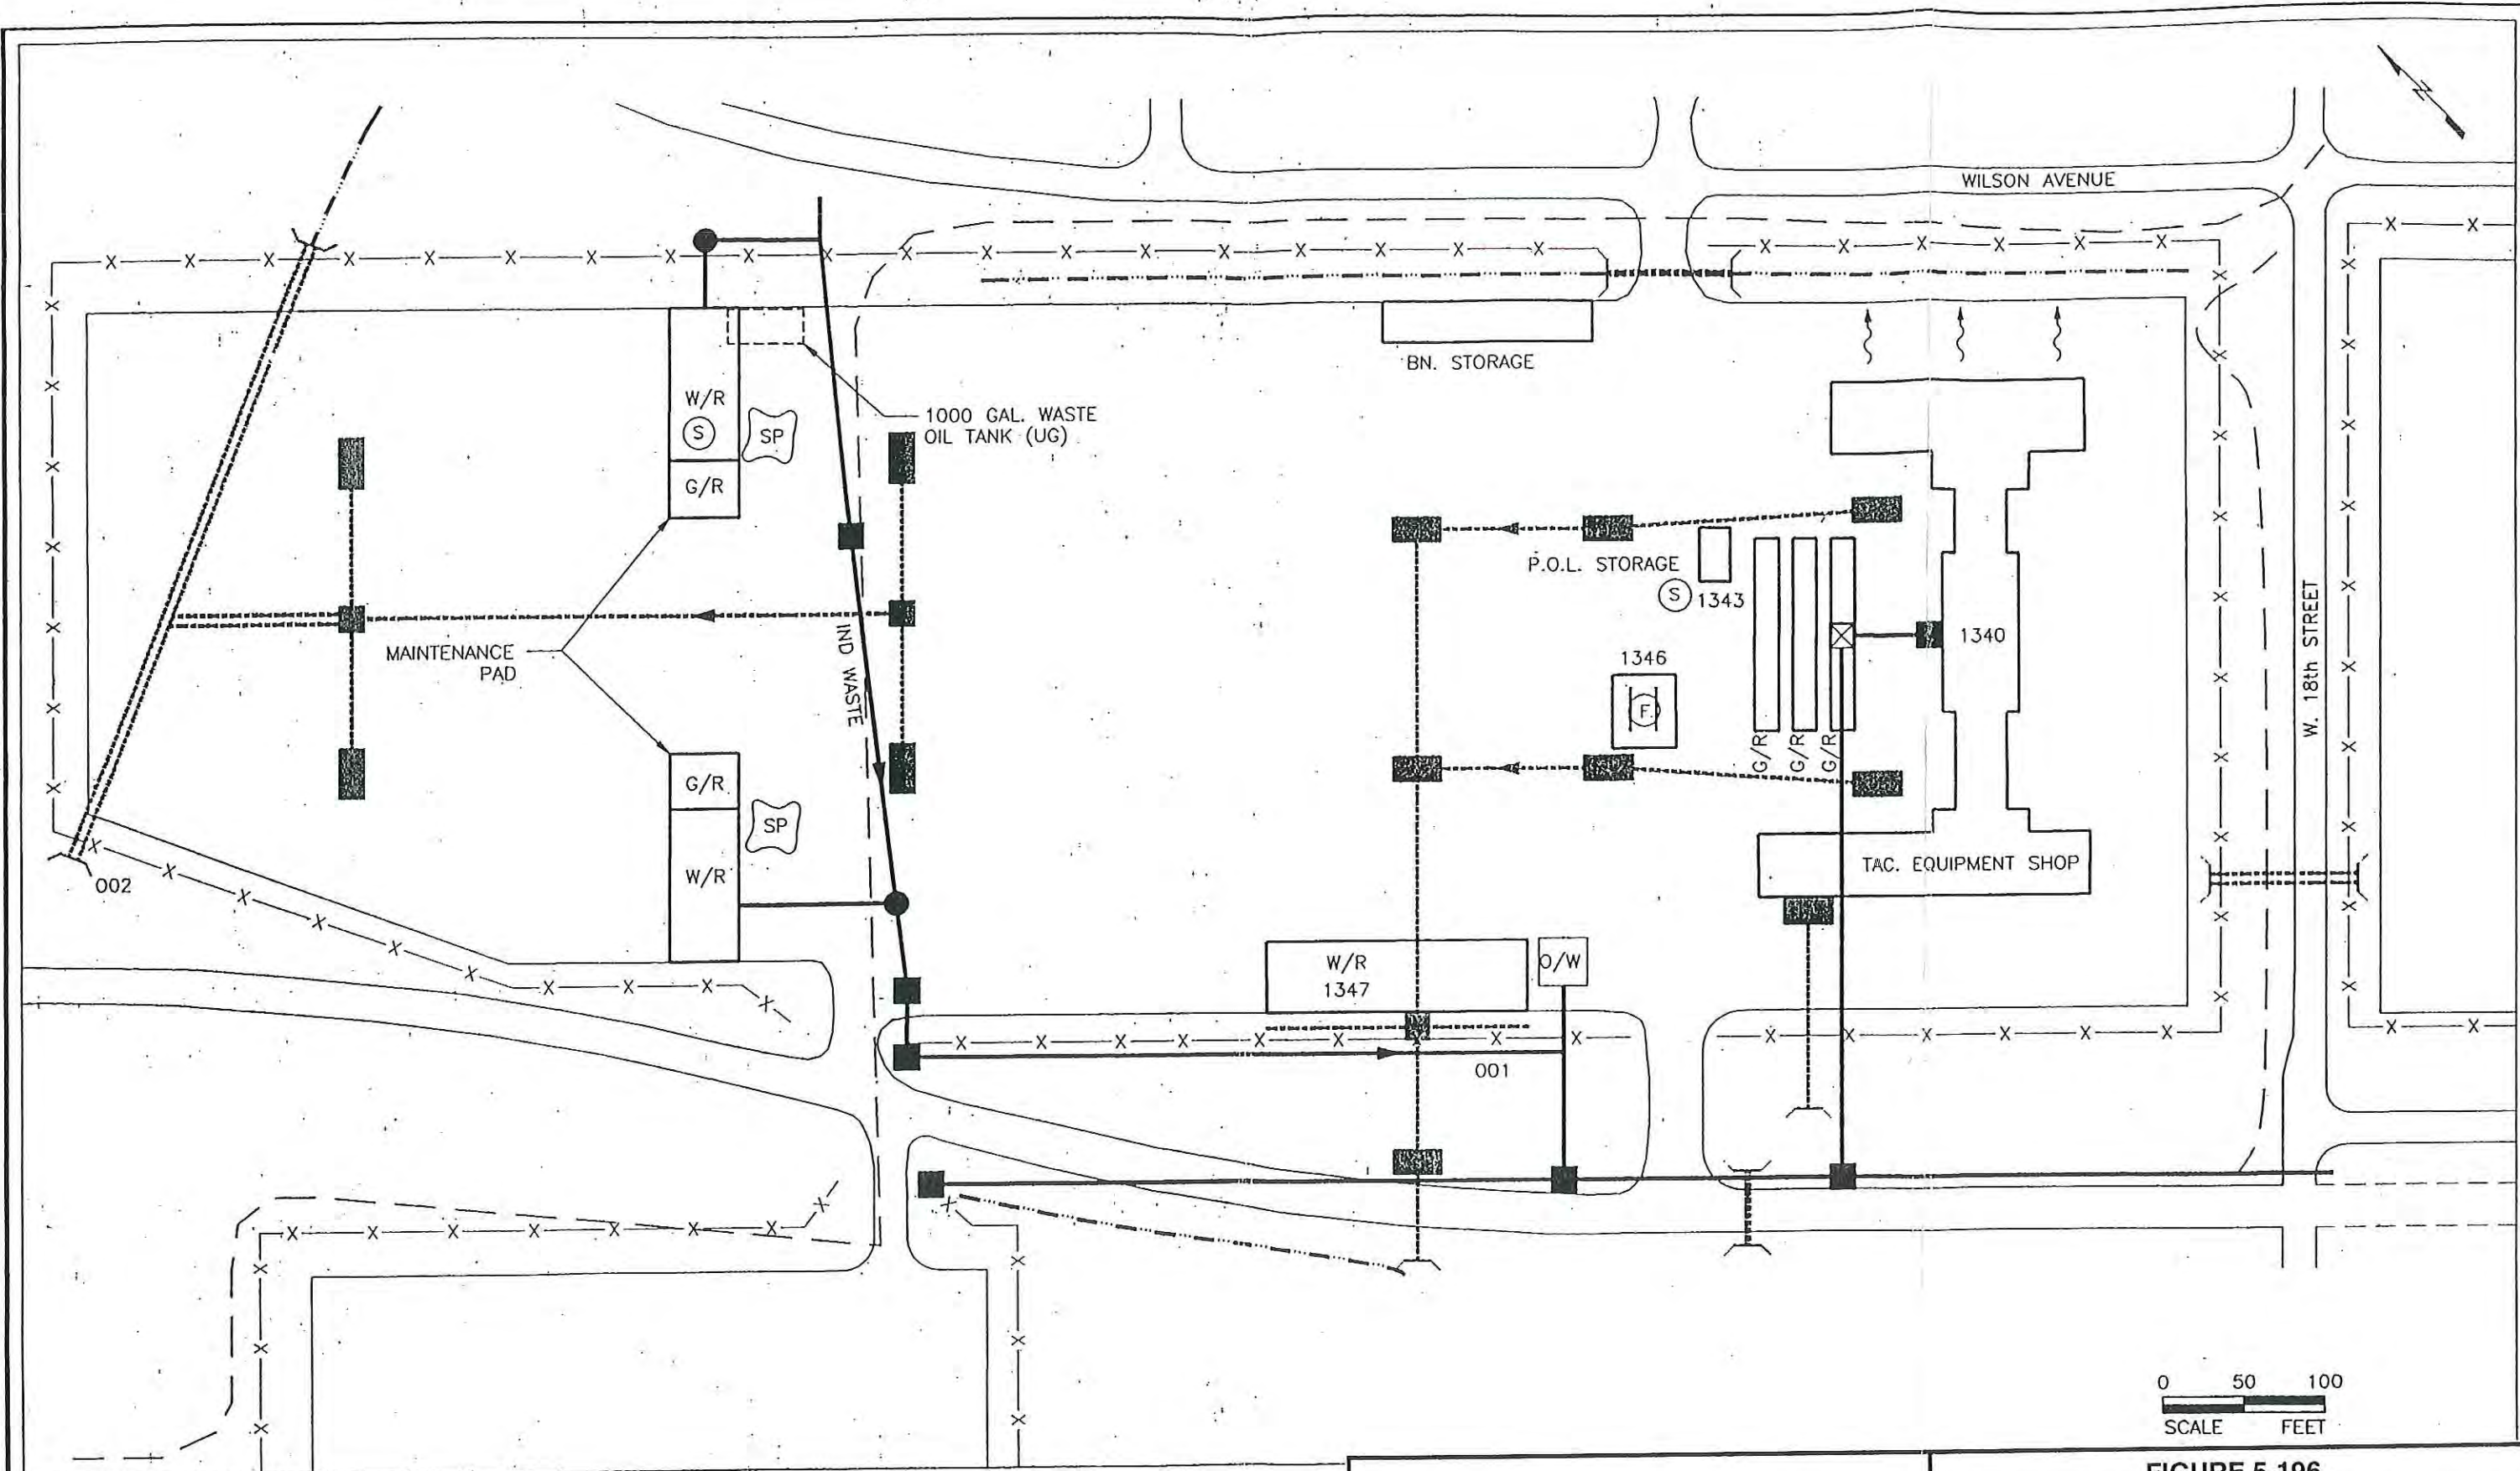 WILSON AVENUE
BN. STORAGE
W/R
S
SP
G/R
1000 GAL. WASTE
OIL TANK (UG)
P.O.L. STORAGE
S
1343
IND WASTE
MAINTENANCE
PAD
1346
F.
1340
W. 18th STREET
G/R
G/R
G/R
G/R
SP
W/R
002
TAC. EQUIPMENT SHOP
W/R
1347
O/W
001
0 50 100
SCALE FEET
FIGURE 5.196